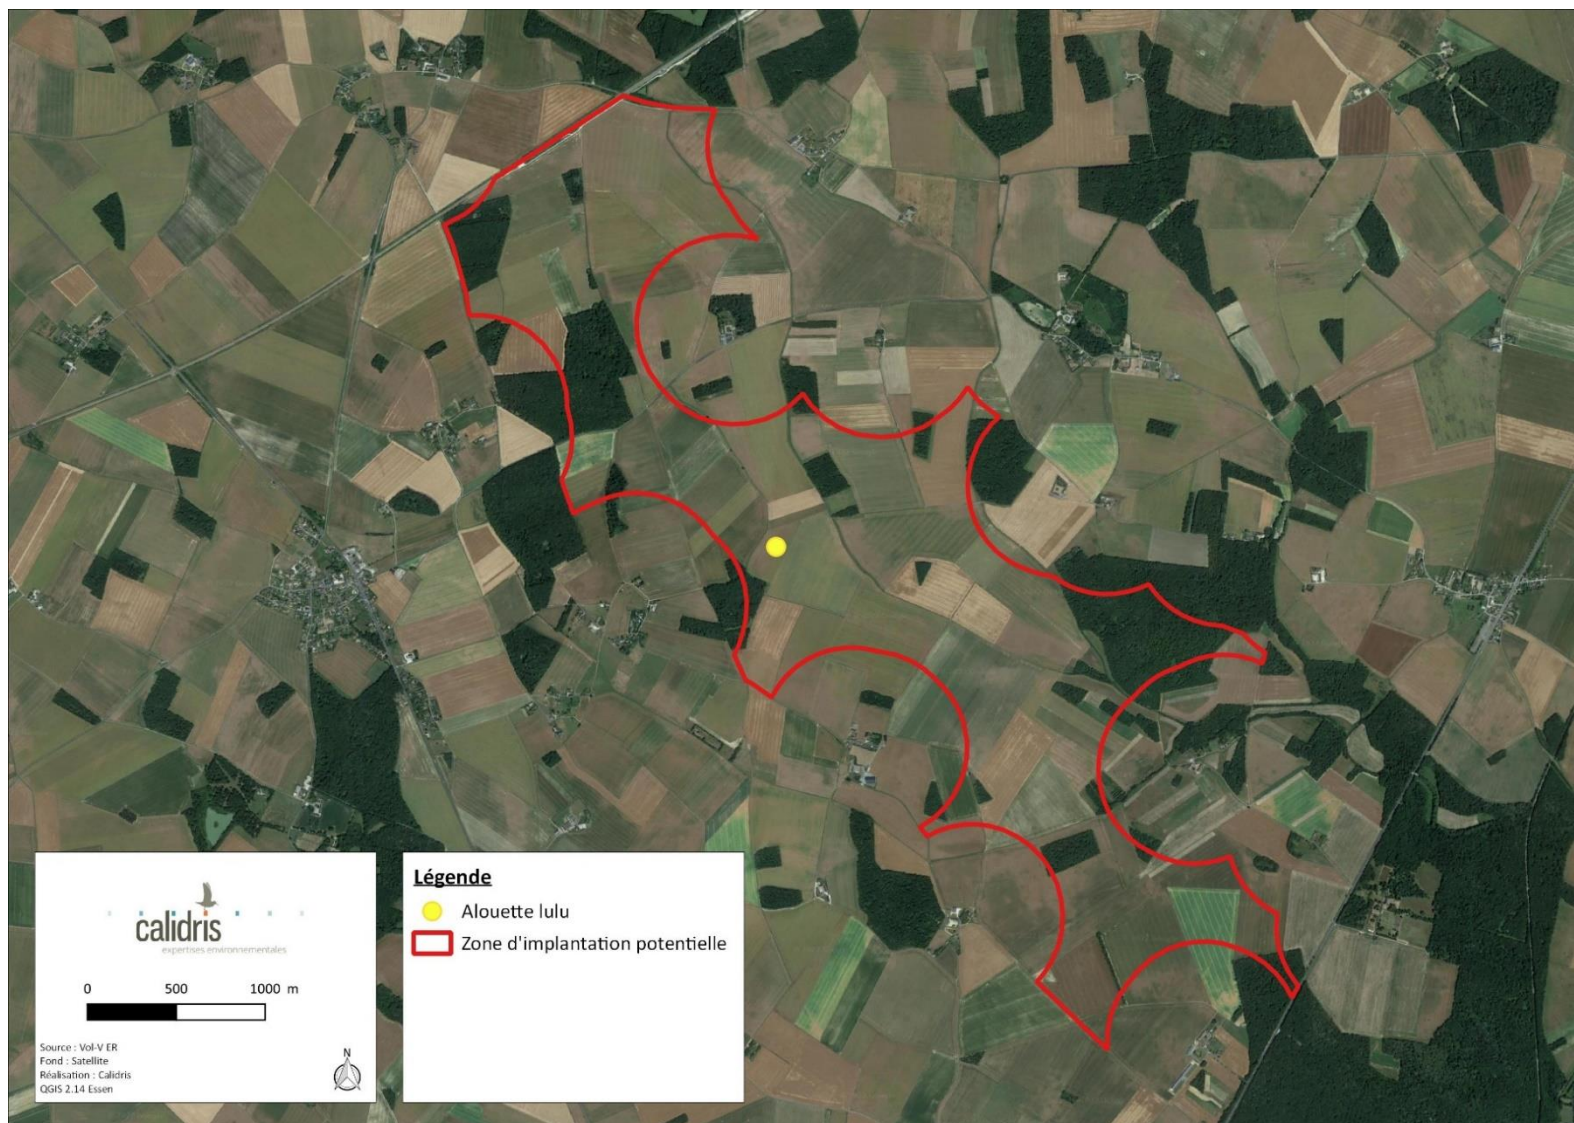 calidris
expertises environnementales
0 500 1000 m
Source : Vol-V ER
Fond : Satellite
Réalisation : Calidris
QGIS 2.14 Essen
N
Légende
Alouette lulu
Zone d'implantation potentielle